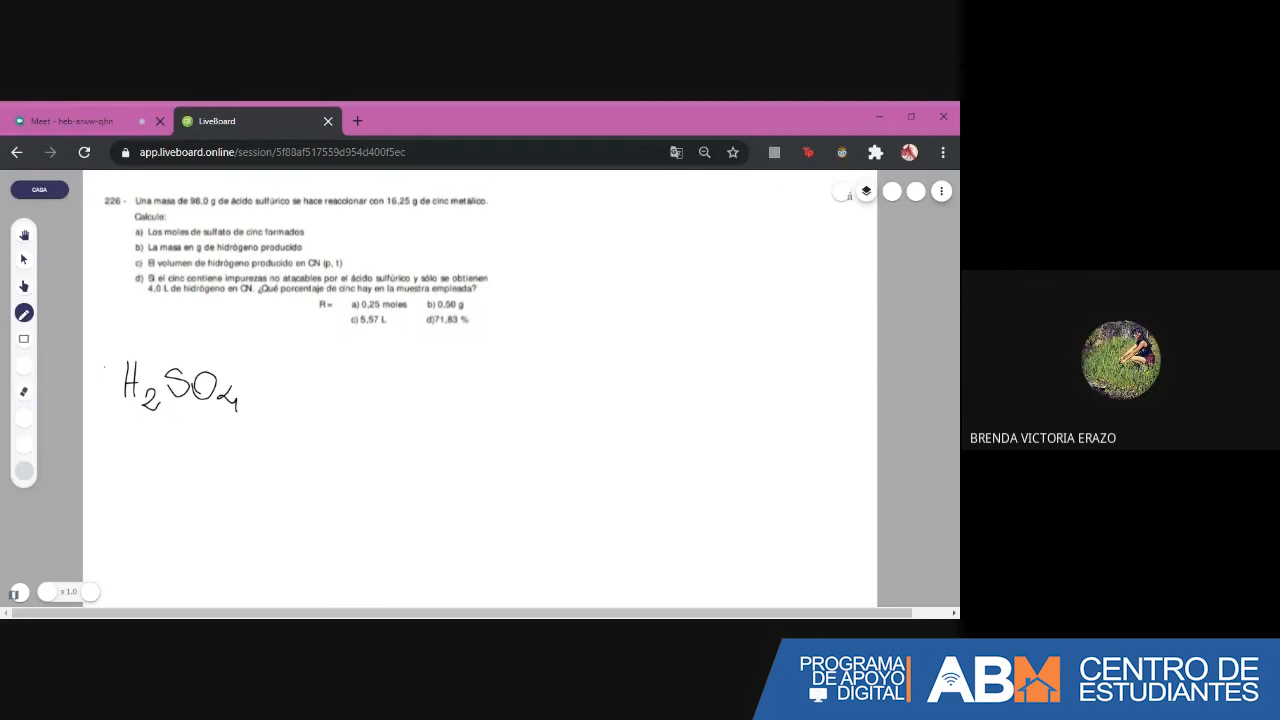 Meet - heb-anww-qhn
LiveBoard
app.liveboard.online/session/5f88af517559d954d400f5ec
CASA
226 - Una masa de 98,0 g de ácido sulfúrico se hace reaccionar con 16,25 g de cinc metálico.
Calcule:
a) Los moles de sulfato de cinc formados
b) La masa en g de hidrógeno producido
c) El volumen de hidrógeno producido en CN (p, t)
d) Si el cinc contiene impurezas no atacables por el ácido sulfúrico y sólo se obtienen
4,0 L de hidrógeno en CN. ¿Qué porcentaje de cinc hay en la muestra empleada?
R = a) 0,25 moles b) 0,50 g
c) 5,57 L d)71,83 %
H2SO4
x 1.0
á
BRENDA VICTORIA ERAZO
PROGRAMA
DE APOYO
DIGITAL
ABM
CENTRO DE
ESTUDIANTES